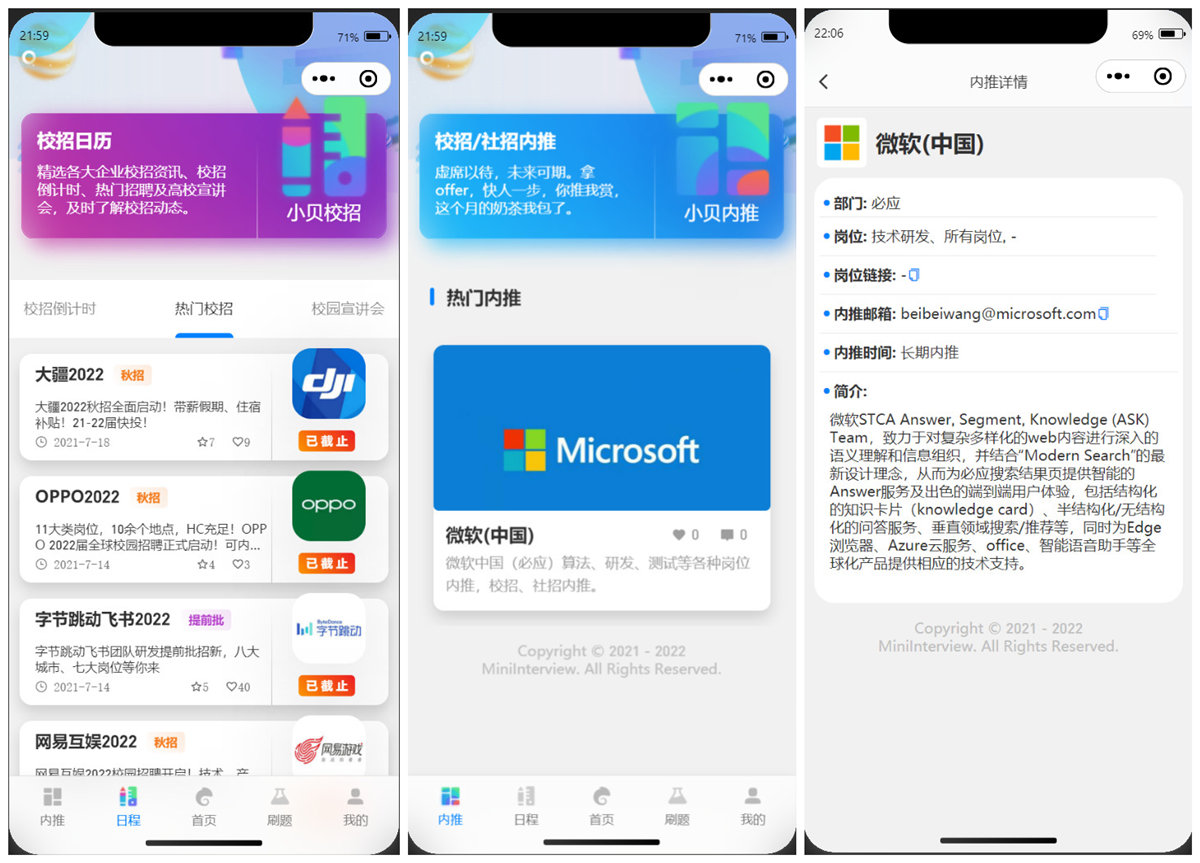 21:59
71%
校招日历
精选各大企业校招资讯、校招
倒计时、热门招聘及高校宣讲
会，及时了解校招动态。
小贝校招
校招倒计时
热门校招
校园宣讲会
大疆2022 秋招
大疆2022秋招全面启动！带薪假期、住宿
补贴！21-22届快投！
2021-7-18
7
9
dji
已截止
OPPO2022 秋招
11大类岗位，10余个地点，HC充足！OPP
O 2022届全球校园招聘正式启动！可内...
2021-7-14
4
3
oppo
已截止
字节跳动飞书2022 提前批
字节跳动飞书团队研发提前批招新，八大
城市、七大岗位等你来
2021-7-14
5
40
ByteDance
字节跳动
已截止
网易互娱2022 秋招
网易互娱2022校园招聘开启！技术、产
网易游戏
内推
日程
首页
刷题
我的
21:59
71%
校招/社招内推
虚席以待，未来可期。拿
offer，快人一步，你推我赏，
这个月的奶茶我包了。
小贝内推
热门内推
Microsoft
微软(中国)
0
0
微软中国（必应）算法、研发、测试等各种岗位
内推，校招、社招内推。
Copyright © 2021 - 2022
MiniInterview. All Rights Reserved.
内推
日程
首页
刷题
我的
22:06
69%
内推详情
微软(中国)
部门: 必应
岗位: 技术研发、所有岗位, -
岗位链接: -
内推邮箱: beibeiwang@microsoft.com
内推时间: 长期内推
简介:
微软STCA Answer, Segment, Knowledge (ASK)
Team，致力于对复杂多样化的web内容进行深入的
语义理解和信息组织，并结合“Modern Search”的最
新设计理念，从而为必应搜索结果页提供智能的
Answer服务及出色的端到端用户体验，包括结构化
的知识卡片（knowledge card）、半结构化/无结构
化的问答服务、垂直领域搜索/推荐等，同时为Edge
浏览器、Azure云服务、office、智能语音助手等全
球化产品提供相应的技术支持。
Copyright © 2021 - 2022
MiniInterview. All Rights Reserved.